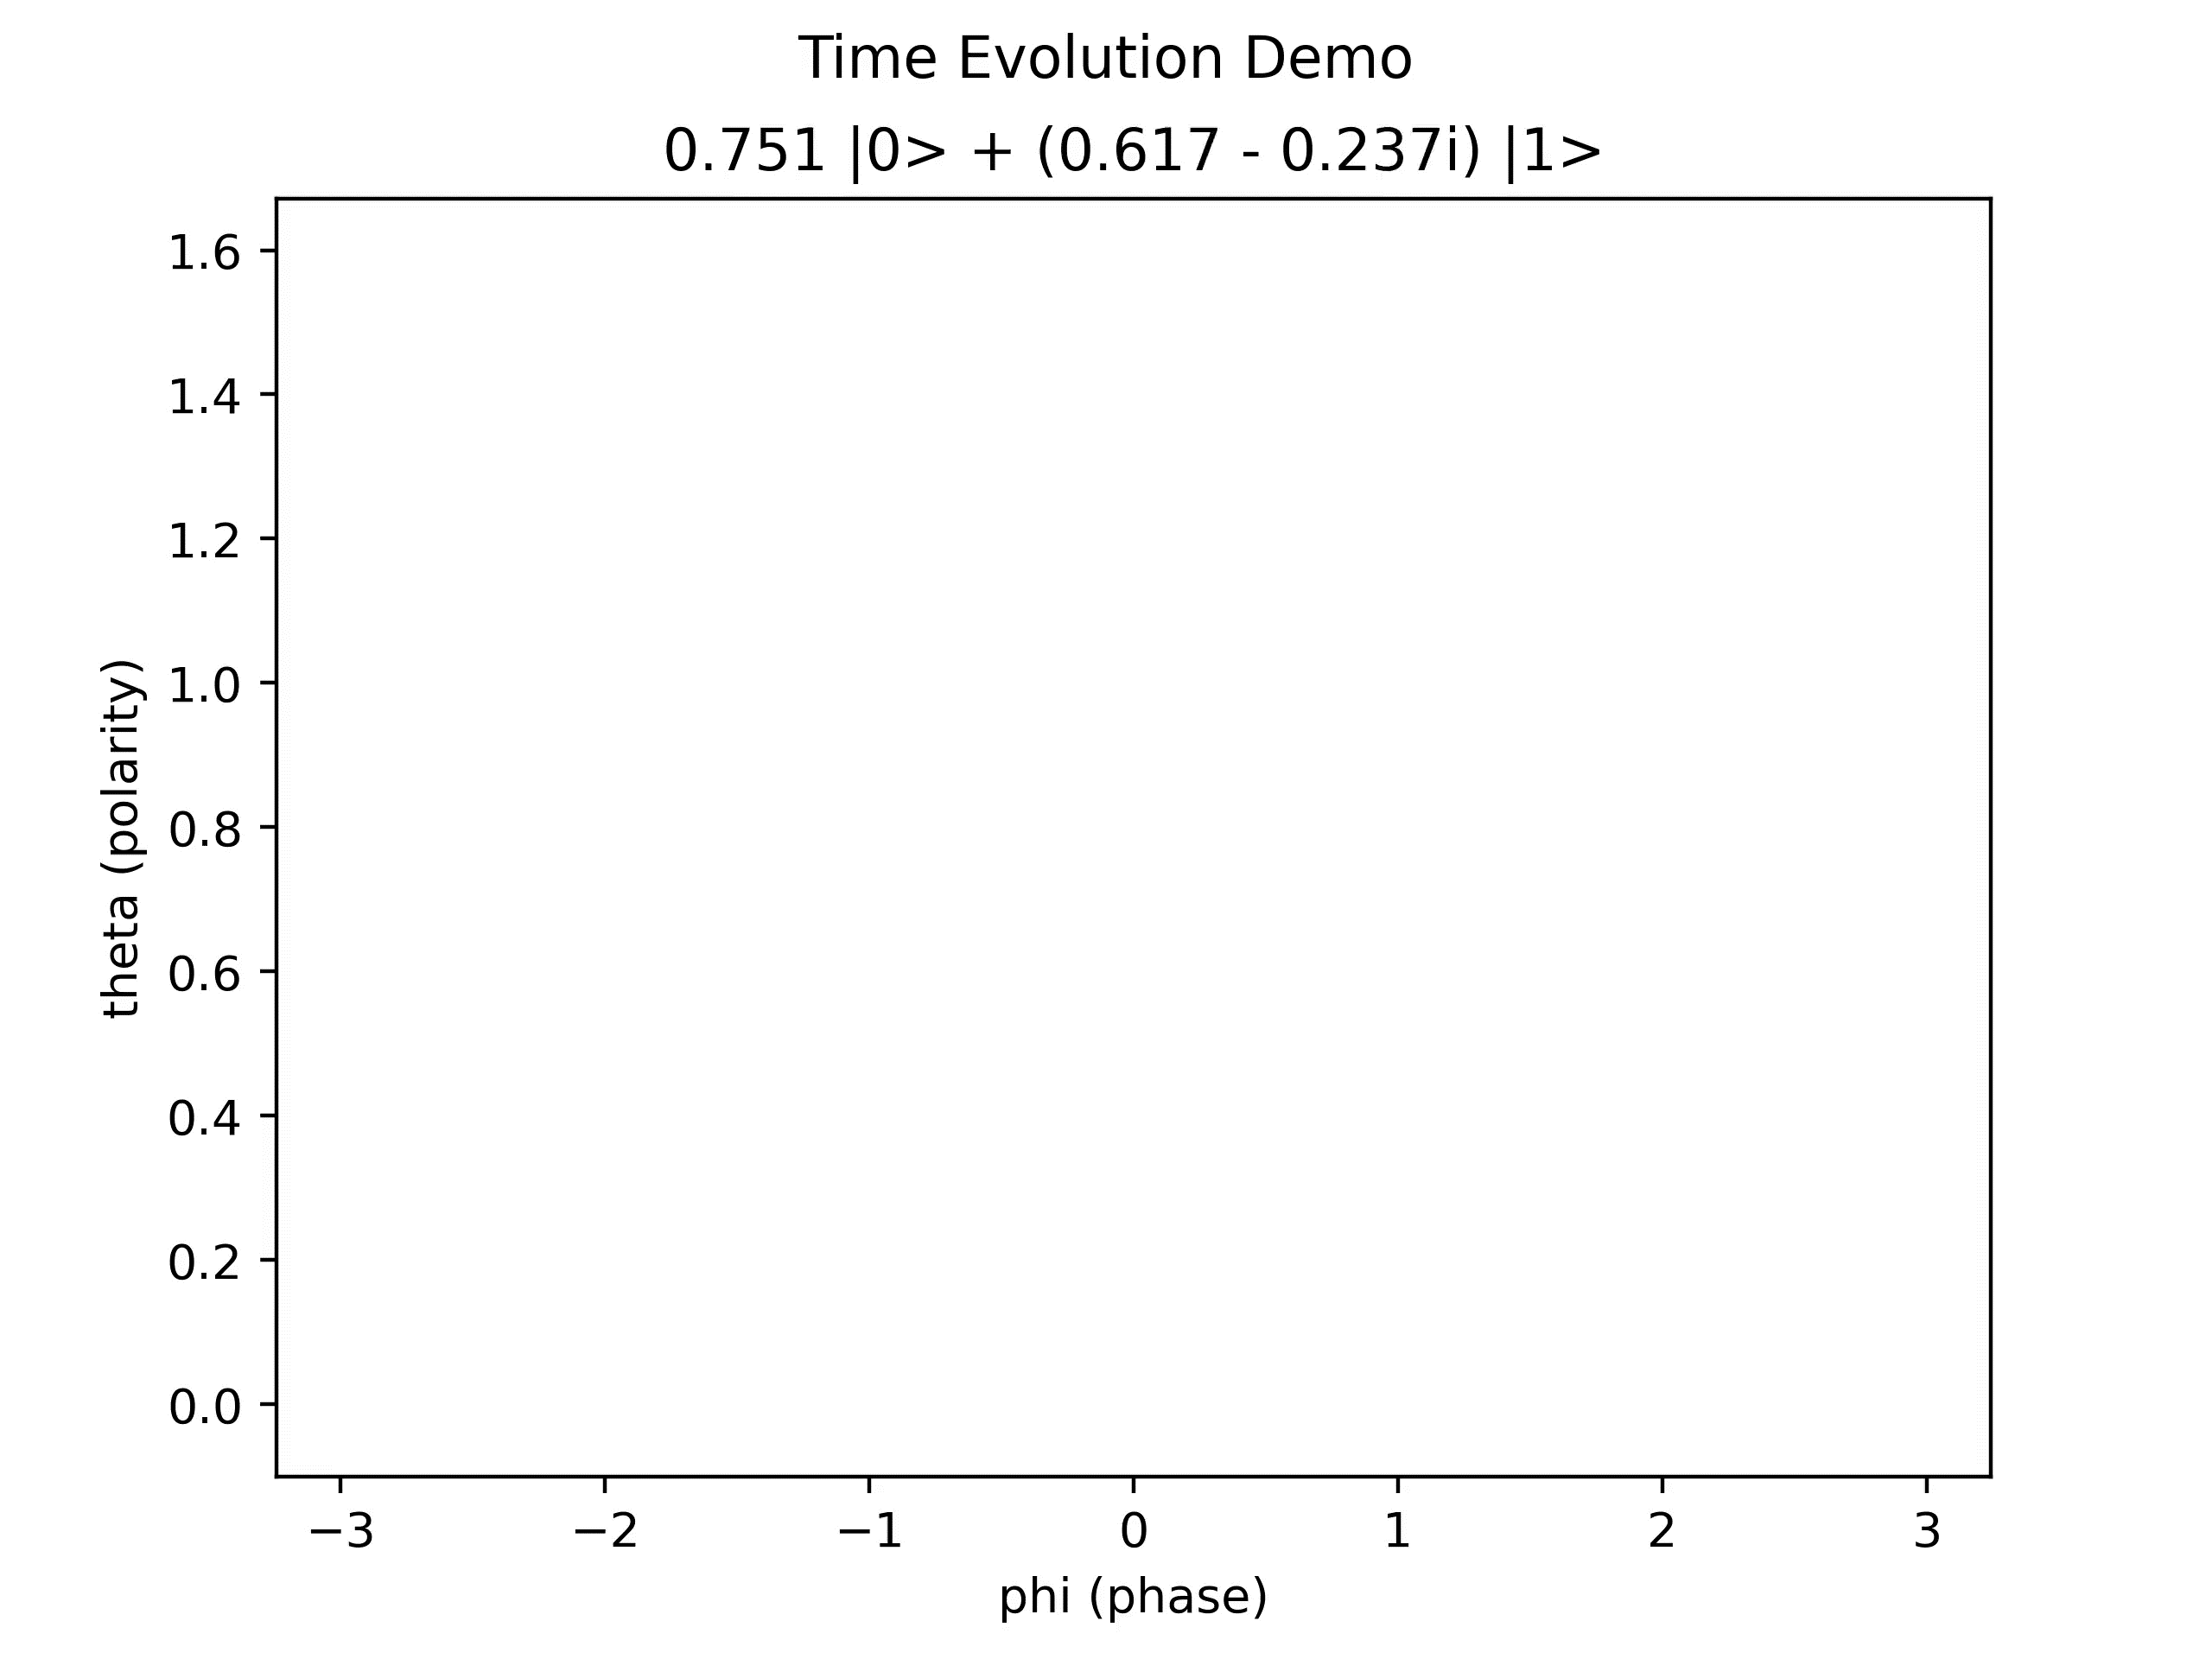 Time Evolution Demo
0.751 |0> + (0.617 - 0.237i) |1>
1.6
1.4
1.2
1.0
0.8
0.6
0.4
0.2
0.0
theta (polarity)
−3 −2 −1 0 1 2 3
phi (phase)